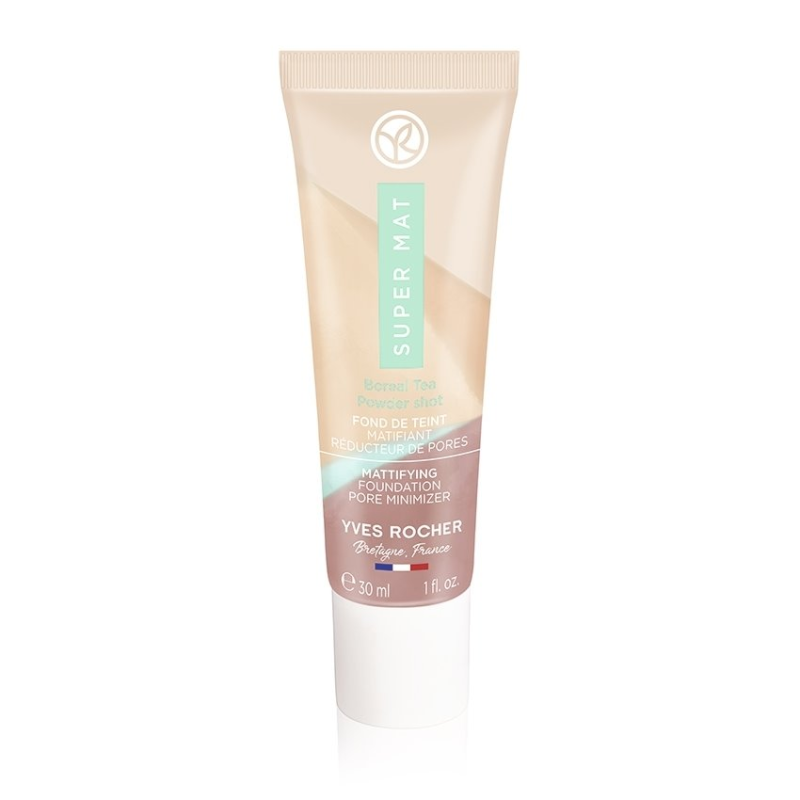 SUPER MAT
Boreal Tea
Powder shot
FOND DE TEINT
MATIFIANT
RÉDUCTEUR DE PORES
MATTIFYING
FOUNDATION
PORE MINIMIZER
YVES ROCHER
Bretagne, France
℮ 30 ml 1 fl. oz.